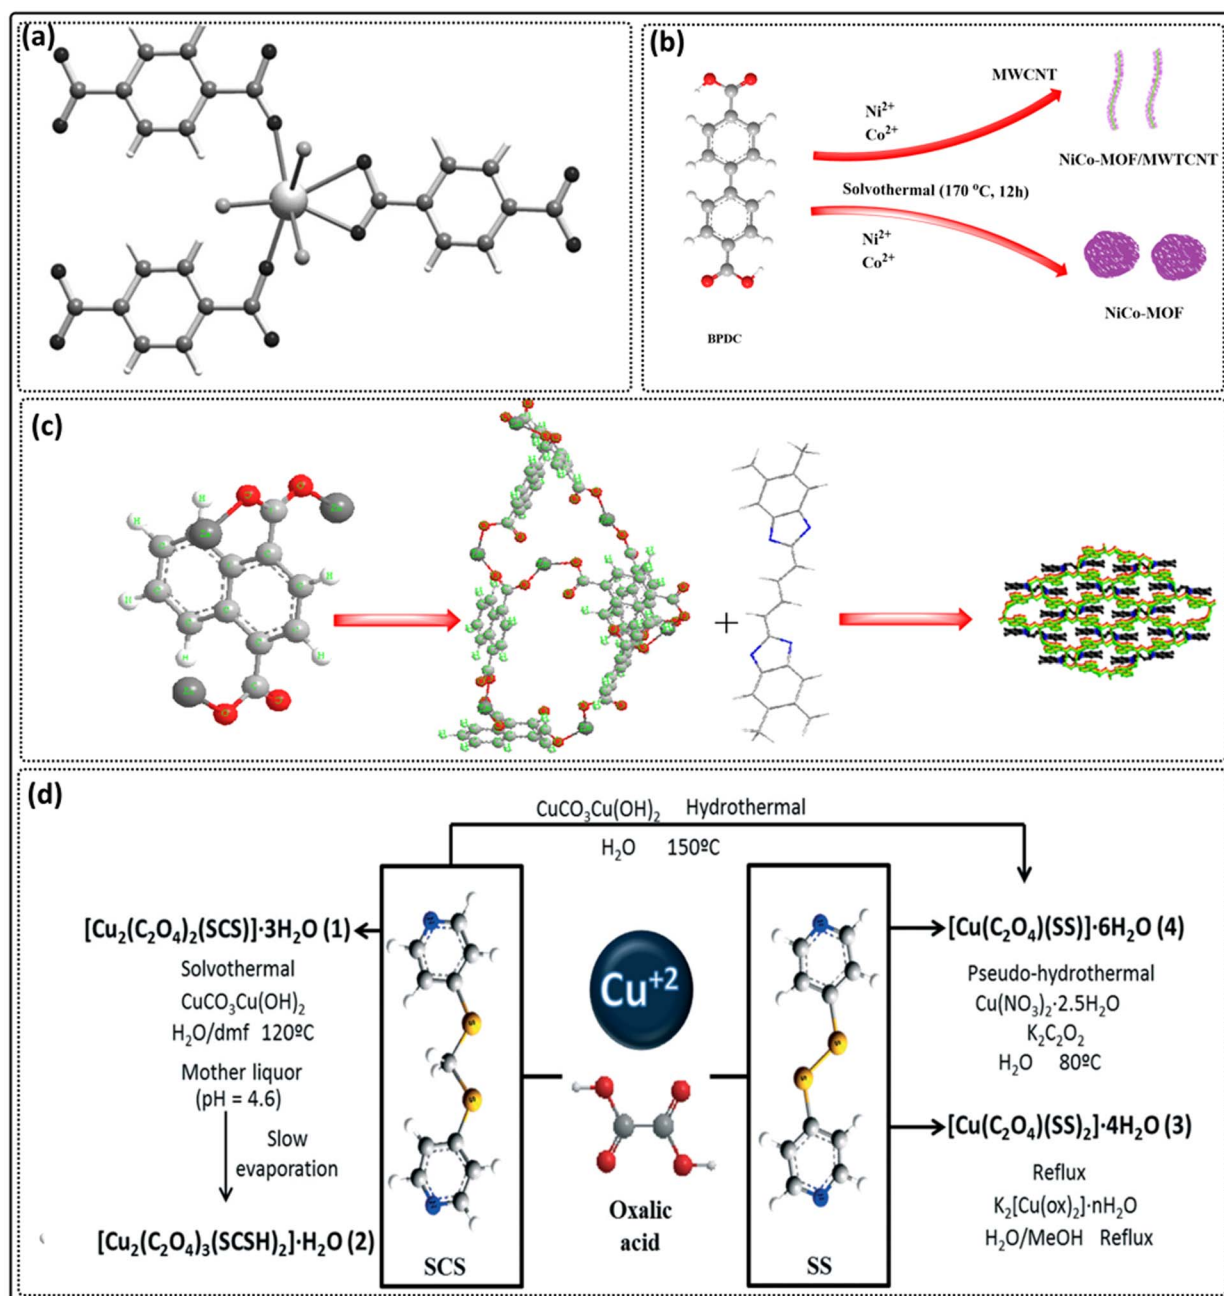 (a)
(b)
MWCNT
Ni²⁺
Co²⁺
NiCo-MOF/MWTCNT
Solvothermal (170 °C, 12h)
Ni²⁺
Co²⁺
NiCo-MOF
BPDC
(c)
+
(d)
CuCO₃Cu(OH)₂ Hydrothermal
H₂O 150ºC
[Cu₂(C₂O₄)₂(SCS)]·3H₂O (1)
Solvothermal
CuCO₃Cu(OH)₂
H₂O/dmf 120ºC
Mother liquor
(pH = 4.6)
Slow
evaporation
[Cu₂(C₂O₄)₃(SCSH)₂]·H₂O (2)
N
S
S
N
SCS
Cu⁺²
Oxalic
acid
N
S
S
N
SS
[Cu(C₂O₄)(SS)]·6H₂O (4)
Pseudo-hydrothermal
Cu(NO₃)₂·2.5H₂O
K₂C₂O₂
H₂O 80ºC
[Cu(C₂O₄)(SS)₂]·4H₂O (3)
Reflux
K₂[Cu(ox)₂]·nH₂O
H₂O/MeOH Reflux